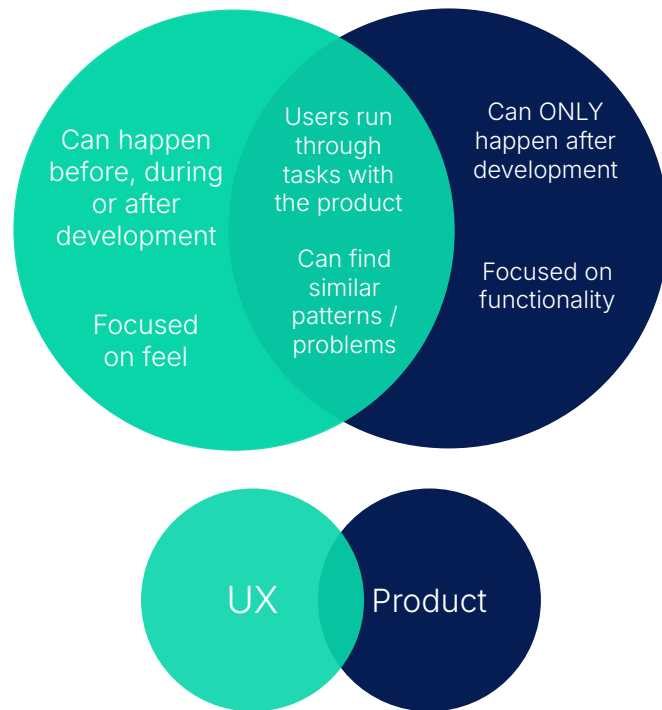 Can happen
before, during
or after
development
Focused
on feel
Users run
through
tasks with
the product
Can find
similar
patterns /
problems
Can ONLY
happen after
development
Focused on
functionality
UX
Product